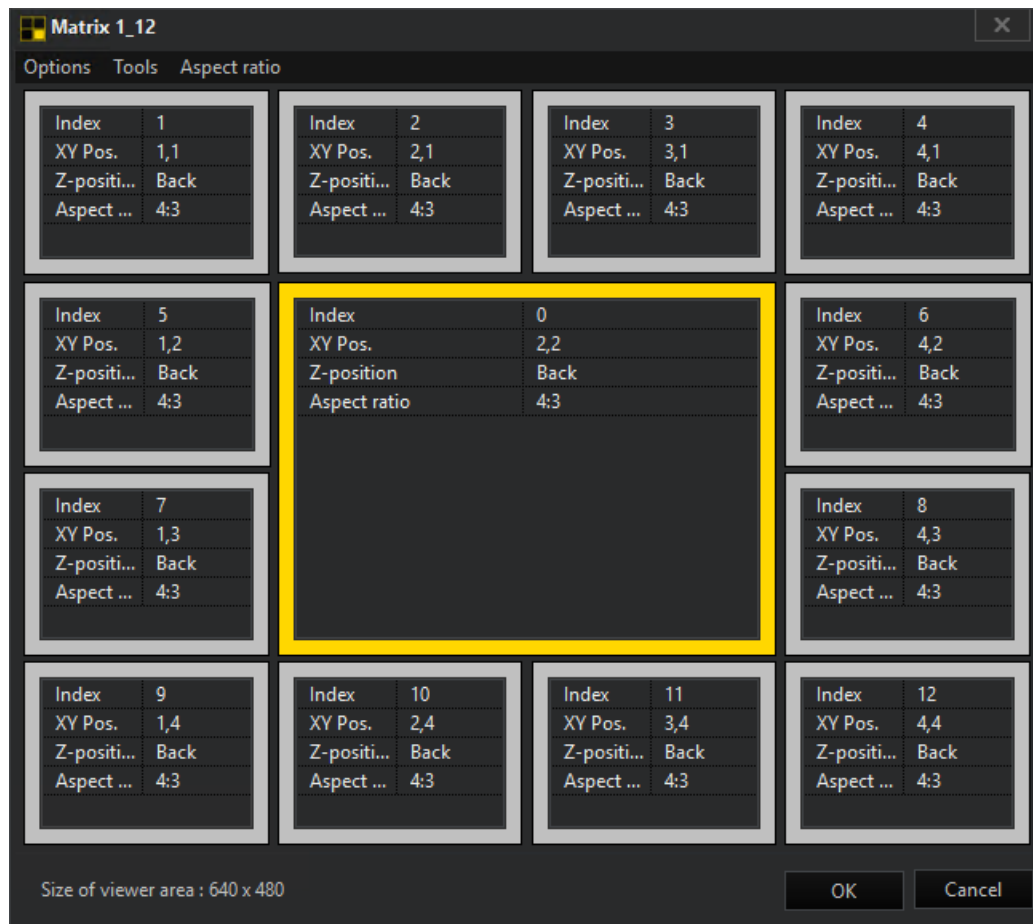 Matrix 1_12
Options Tools Aspect ratio
Index 1
XY Pos. 1,1
Z-positi... Back
Aspect ... 4:3
Index 2
XY Pos. 2,1
Z-positi... Back
Aspect ... 4:3
Index 3
XY Pos. 3,1
Z-positi... Back
Aspect ... 4:3
Index 4
XY Pos. 4,1
Z-positi... Back
Aspect ... 4:3
Index 5
XY Pos. 1,2
Z-positi... Back
Aspect ... 4:3
Index 0
XY Pos. 2,2
Z-position Back
Aspect ratio 4:3
Index 6
XY Pos. 4,2
Z-positi... Back
Aspect ... 4:3
Index 7
XY Pos. 1,3
Z-positi... Back
Aspect ... 4:3
Index 8
XY Pos. 4,3
Z-positi... Back
Aspect ... 4:3
Index 9
XY Pos. 1,4
Z-positi... Back
Aspect ... 4:3
Index 10
XY Pos. 2,4
Z-positi... Back
Aspect ... 4:3
Index 11
XY Pos. 3,4
Z-positi... Back
Aspect ... 4:3
Index 12
XY Pos. 4,4
Z-positi... Back
Aspect ... 4:3
Size of viewer area : 640 x 480
OK Cancel